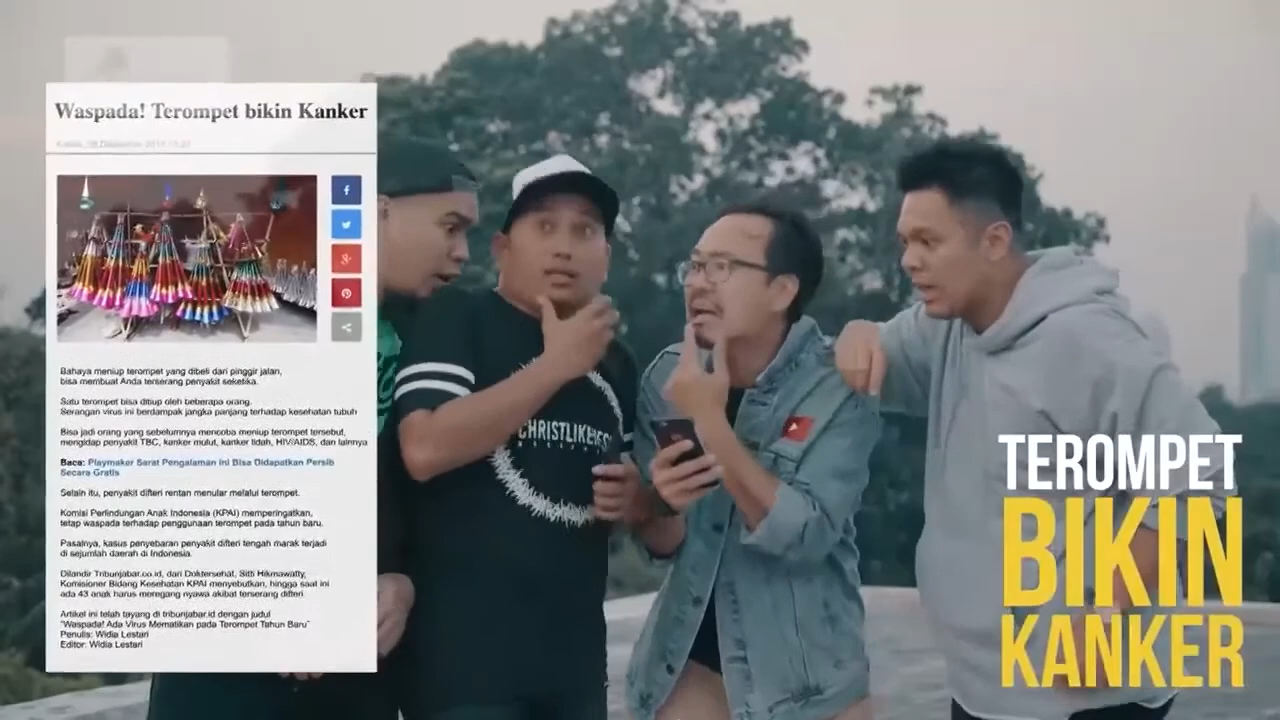 Waspada! Terompet bikin Kanker
Bahaya meniup terompet yang dibeli dari pinggir jalan,
bisa membuat Anda terserang penyakit seketika.
Satu terompet bisa ditiup oleh beberapa orang.
Serangan virus ini berdampak jangka panjang terhadap kesehatan tubuh
Bisa jadi orang yang sebelumnya mencoba meniup terompet tersebut,
mengidap penyakit TBC, kanker mulut, kanker lidah, HIV/AIDS, dan lainnya
Baca: Playmaker Sarat Pengalaman Ini Bisa Didapatkan Persib
Secara Gratis
Selain itu, penyakit difteri rentan menular melalui terompet.
Komisi Perlindungan Anak Indonesia (KPAI) memperingatkan,
tetap waspada terhadap penggunaan terompet pada tahun baru.
Pasalnya, kasus penyebaran penyakit difteri tengah marak terjadi
di sejumlah daerah di Indonesia.
Dilandir Tribunjabar.co.id, dari Doktersehat, Sitti Hikmawatty,
Komisioner Bidang Kesehatan KPAI menyebutkan, hingga saat ini
ada 43 anak harus meregang nyawa akibat terserang difteri
Artikel ini telah tayang di tribunjabar.id dengan judul
"Waspada! Ada Virus Mematikan pada Terompet Tahun Baru"
Penulis: Widia Lestari
Editor: Widia Lestari
CHRISTLIKENESS
TEROMPET
BIKIN
KANKER